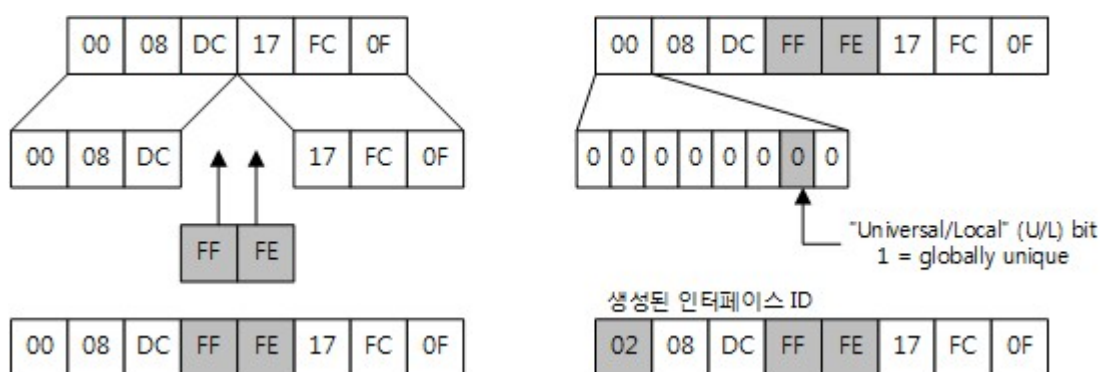 00 08 DC 17 FC 0F
00 08 DC
17 FC 0F
FF FE
00 08 DC FF FE 17 FC 0F
00 08 DC FF FE 17 FC 0F
0 0 0 0 0 0 0 0
"Universal/Local" (U/L) bit
1 = globally unique
생성된 인터페이스 ID
02 08 DC FF FE 17 FC 0F